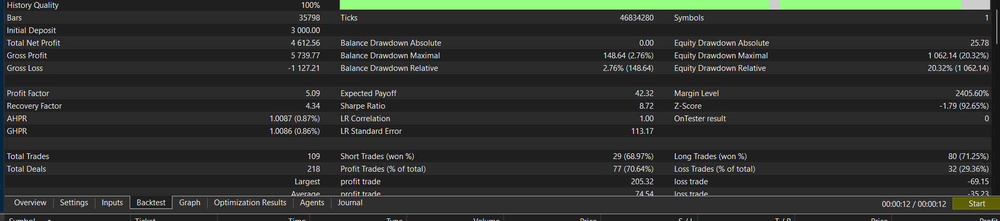 History Quality 100%
Bars 35798 Ticks 46834280 Symbols 1
Initial Deposit 3 000.00
Total Net Profit 4 612.56 Balance Drawdown Absolute 0.00 Equity Drawdown Absolute 25.78
Gross Profit 5 739.77 Balance Drawdown Maximal 148.64 (2.76%) Equity Drawdown Maximal 1 062.14 (20.32%)
Gross Loss -1 127.21 Balance Drawdown Relative 2.76% (148.64) Equity Drawdown Relative 20.32% (1 062.14)
Profit Factor 5.09 Expected Payoff 42.32 Margin Level 2405.60%
Recovery Factor 4.34 Sharpe Ratio 8.72 Z-Score -1.79 (92.65%)
AHPR 1.0087 (0.87%) LR Correlation 1.00 OnTester result 0
GHPR 1.0086 (0.86%) LR Standard Error 113.17
Total Trades 109 Short Trades (won %) 29 (68.97%) Long Trades (won %) 80 (71.25%)
Total Deals 218 Profit Trades (% of total) 77 (70.64%) Loss Trades (% of total) 32 (29.36%)
Largest profit trade 205.32 loss trade -69.15
Average profit trade 74.54 loss trade -35.23
Overview Settings Inputs Backtest Graph Optimization Results Agents Journal 00:00:12 / 00:00:12 Start
Symbol Ticket Time Type Volume Price S / L T / P Price Profit